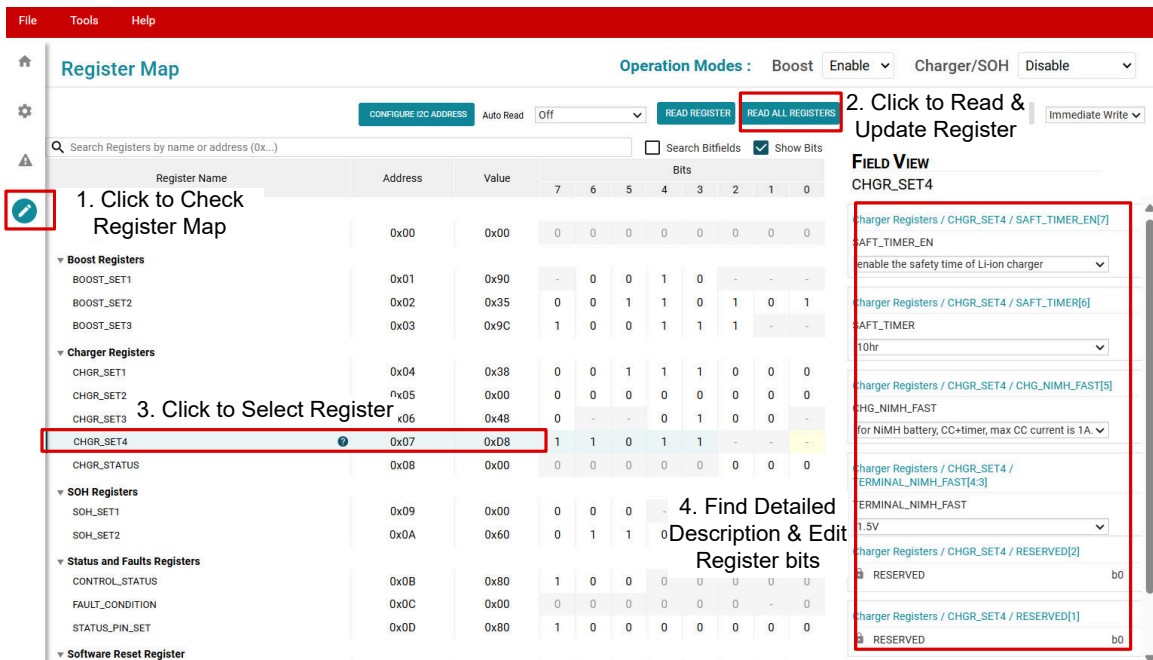 File Tools Help
Register Map
Operation Modes : Boost Enable Charger/SOH Disable
CONFIGURE I2C ADDRESS Auto Read Off READ REGISTER READ ALL REGISTERS
2. Click to Read &
Update Register
Immediate Write
Search Registers by name or address (0x...) Search Bitfields Show Bits
Register Name Address Value Bits
7 6 5 4 3 2 1 0
1. Click to Check
Register Map
0x00 0x00 0 0 0 0 0 0 0 0
Boost Registers
BOOST_SET1 0x01 0x90 - 0 0 1 0 - - -
BOOST_SET2 0x02 0x35 0 0 1 1 0 1 0 1
BOOST_SET3 0x03 0x9C 1 0 0 1 1 1 - -
Charger Registers
CHGR_SET1 0x04 0x38 0 0 1 1 1 0 0 0
CHGR_SET2 0x05 0x00 0 0 0 0 0 0 0 0
3. Click to Select Register
CHGR_SET3 x06 0x48 0 - - 0 1 0 0 -
CHGR_SET4 0x07 0xD8 1 1 0 1 1 - - -
CHGR_STATUS 0x08 0x00 0 0 0 0 0 0 0 0
SOH Registers
SOH_SET1 0x09 0x00 0 0 0 -
SOH_SET2 0x0A 0x60 0 1 1 0
4. Find Detailed
Description & Edit
Register bits
Status and Faults Registers
CONTROL_STATUS 0x0B 0x80 1 0 0 0 0 0 0 0
FAULT_CONDITION 0x0C 0x00 0 0 0 0 0 0 - 0
STATUS_PIN_SET 0x0D 0x80 1 0 0 0 0 0 0 0
Software Reset Register
FIELD VIEW
CHGR_SET4
Charger Registers / CHGR_SET4 / SAFT_TIMER_EN[7]
SAFT_TIMER_EN
enable the safety time of Li-ion charger
Charger Registers / CHGR_SET4 / SAFT_TIMER[6]
SAFT_TIMER
10hr
Charger Registers / CHGR_SET4 / CHG_NIMH_FAST[5]
CHG_NIMH_FAST
for NiMH battery, CC+timer, max CC current is 1A.
Charger Registers / CHGR_SET4 /
TERMINAL_NIMH_FAST[4:3]
TERMINAL_NIMH_FAST
1.5V
Charger Registers / CHGR_SET4 / RESERVED[2]
RESERVED b0
Charger Registers / CHGR_SET4 / RESERVED[1]
RESERVED b0